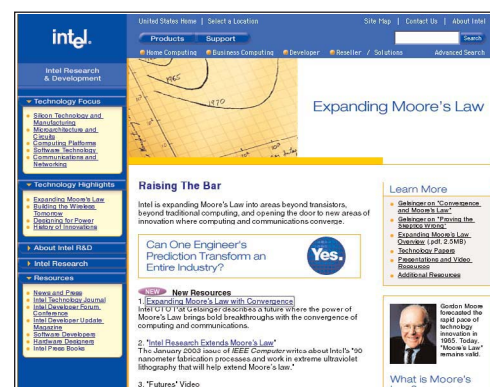 United States Home | Select a Location
Site Map | Contact Us | About Intel
intel.
Products Support
Search
Home Computing Business Computing Developer Reseller / Solutions Advanced Search
Intel Research
& Development
1965
1970
Expanding Moore's Law
Technology Focus
Silicon Technology and
Manufacturing
Microarchitecture and
Circuits
Computing Platforms
Software Technology
Communications and
Networking
Technology Highlights
Expanding Moore's Law
Building the Wireless
Tomorrow
Designing for Power
History of Innovations
About Intel R&D
Intel Research
Resources
News and Press
Intel Technology Journal
Intel Developer Forum
Conference
Intel Developer Update
Magazine
Software Developers
Hardware Designers
Intel Press Books
Raising The Bar
Intel is expanding Moore's Law into areas beyond transistors,
beyond traditional computing, and opening the door to new areas of
innovation where computing and communications converge.
Can One Engineer's
Prediction Transform an
Entire Industry?
Yes.
NEW New Resources
1. Expanding Moore's Law with Convergence
Intel CTO Pat Gelsinger describes a future where the power of
Moore's Law brings bold breakthroughs with the convergence of
computing and communications.
2. "Intel Research Extends Moore's Law"
The January 2003 issue of IEEE Computer writes about Intel's "90
nanometer fabrication processes and work in extreme ultraviolet
lithography that will help extend Moore's law."
3. "Futures" Video
Learn More
Gelsinger on "Convergence
and Moore's Law"
Gelsinger on "Proving the
Skeptics Wrong"
Expanding Moore's Law
Overview (.pdf, 2.5MB)
Technology Papers
Presentations and Video
Resources
Additional Resources
Gordon Moore
forecasted the
rapid pace of
technology
innovation in
1965. Today,
"Moore's Law"
remains valid.
What is Moore's